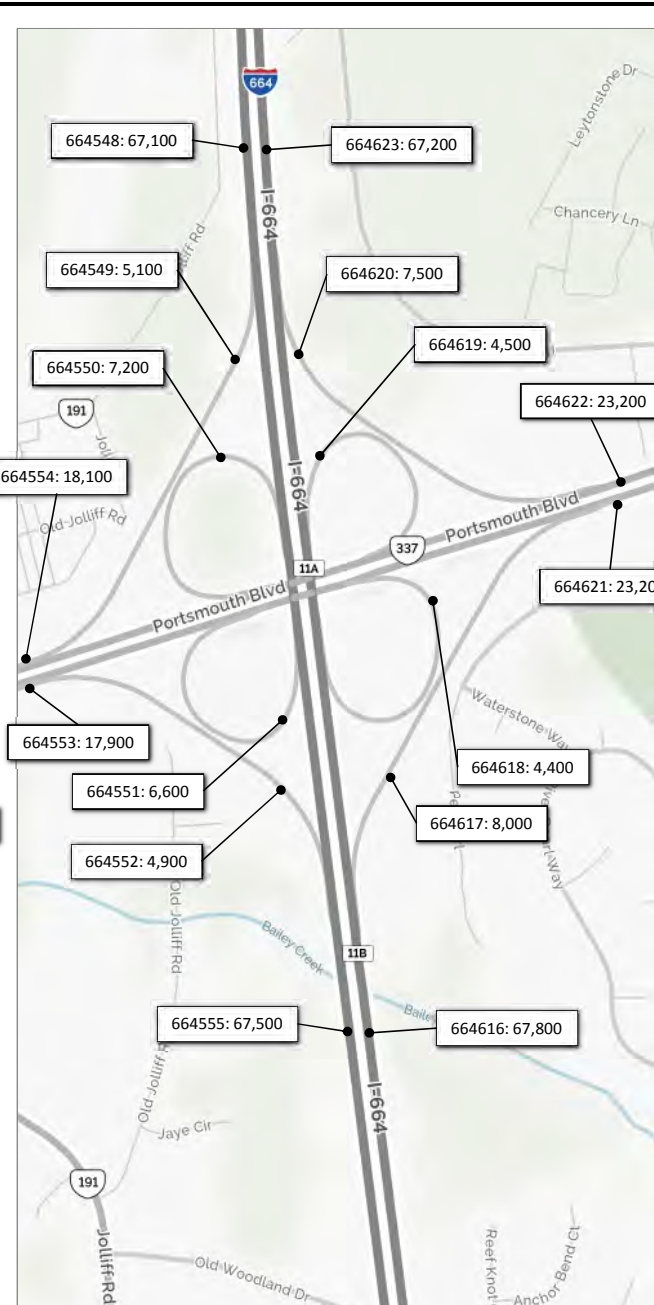 664
664548: 67,100
664623: 67,200
Leytonstone Dr
I-664
Chancery Ln
664549: 5,100
664620: 7,500
664619: 4,500
664550: 7,200
191
664622: 23,200
664554: 18,100
I-664
Old Jolliff Rd
Portsmouth Blvd
337
11A
664621: 23,20
Portsmouth Blvd
664553: 17,900
Waterstone Way
664618: 4,400
664551: 6,600
664617: 8,000
664552: 4,900
Old Jolliff Rd
Bailey Creek
11B
664555: 67,500
664616: 67,800
Old Jolliff R
I-664
Jaye Cir
191
Jolliff Rd
Old Woodland Dr
Reef Knot
Anchor Bend Ct